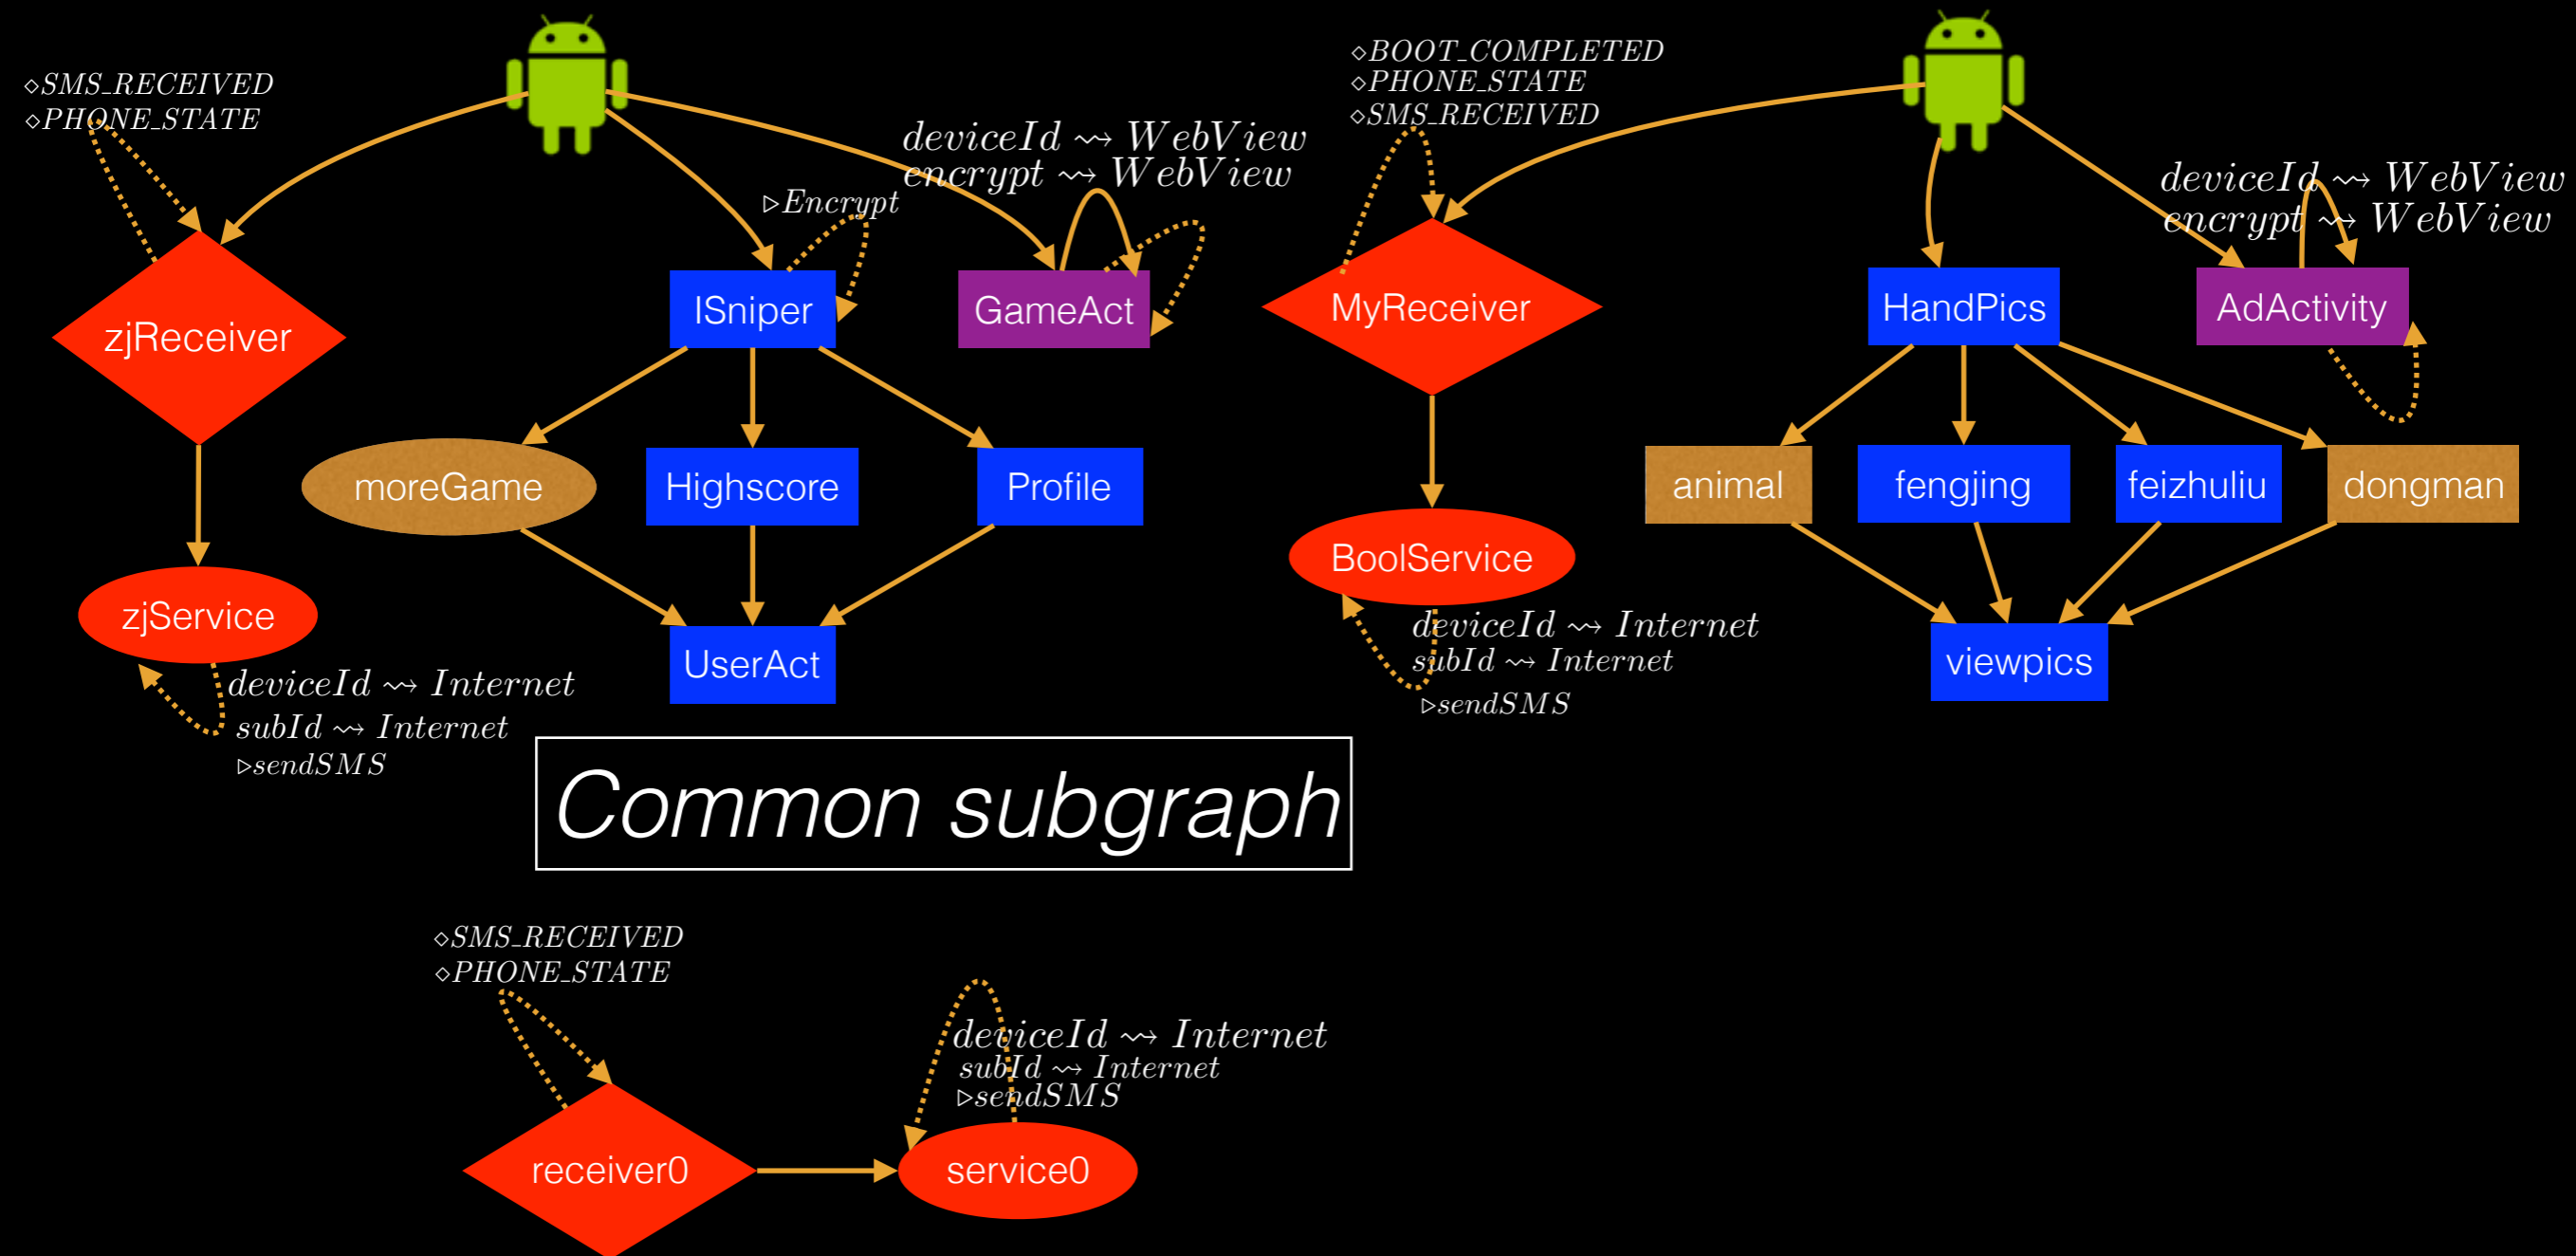 ◇SMS_RECEIVED
◇PHONE_STATE
zjReceiver
zjService
deviceId ⇝ Internet
subId ⇝ Internet
▷sendSMS
▷Encrypt
deviceId ⇝ WebView
encrypt ⇝ WebView
ISniper
GameAct
moreGame
Highscore
Profile
UserAct
◇BOOT_COMPLETED
◇PHONE_STATE
◇SMS_RECEIVED
MyReceiver
BoolService
deviceId ⇝ Internet
subId ⇝ Internet
▷sendSMS
deviceId ⇝ WebView
encrypt ⇝ WebView
HandPics
AdActivity
animal
fengjing
feizhuliu
dongman
viewpics
Common subgraph
◇SMS_RECEIVED
◇PHONE_STATE
receiver0
deviceId ⇝ Internet
subId ⇝ Internet
▷sendSMS
service0